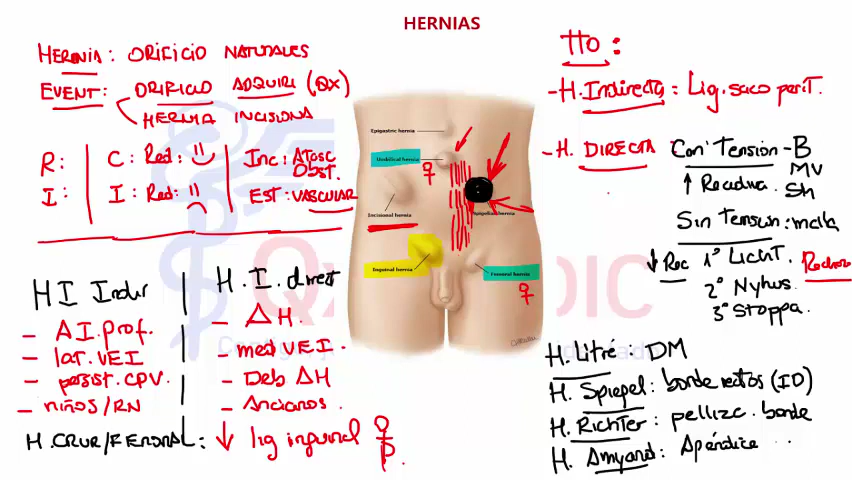 HERNIAS
HERNIA: ORIFICIO NATURALES
EVENT: ORIFICIO ADQUIRI (QX)
HERNIA INCISIONA
R:
I:
C: Red:
I: Red:
Inc: Atasc
Obst.
EST: VASCULAR
HI Indir
- AI.prof.
- lat.VEI
- persist.CPV.
- niños/RN
H. I. direct
- ΔH.
- med VEI.
- Deb ΔH
- Ancianos.
H.CRUR/FEMORAL: ↓ lig inguinal ♀
P.
Epigastric hernia
Umbilical hernia
♀
Incisional hernia
Spigelian hernia
Inguinal hernia
Femoral hernia
♀
TTO:
- H. Indirecta: Lig. saco perit.
- H. DIRECTA
Con Tension - B
MV
Sh
↑ Recidiva.
Sin tension: malla
↓ Rec
1° Licht.
2° Nyhus.
3° Stoppa.
H. Litré: DM
H. Spiegel: borde rectos (ID)
H. Richter: pellizc. borde
H. Amyand: Apéndice